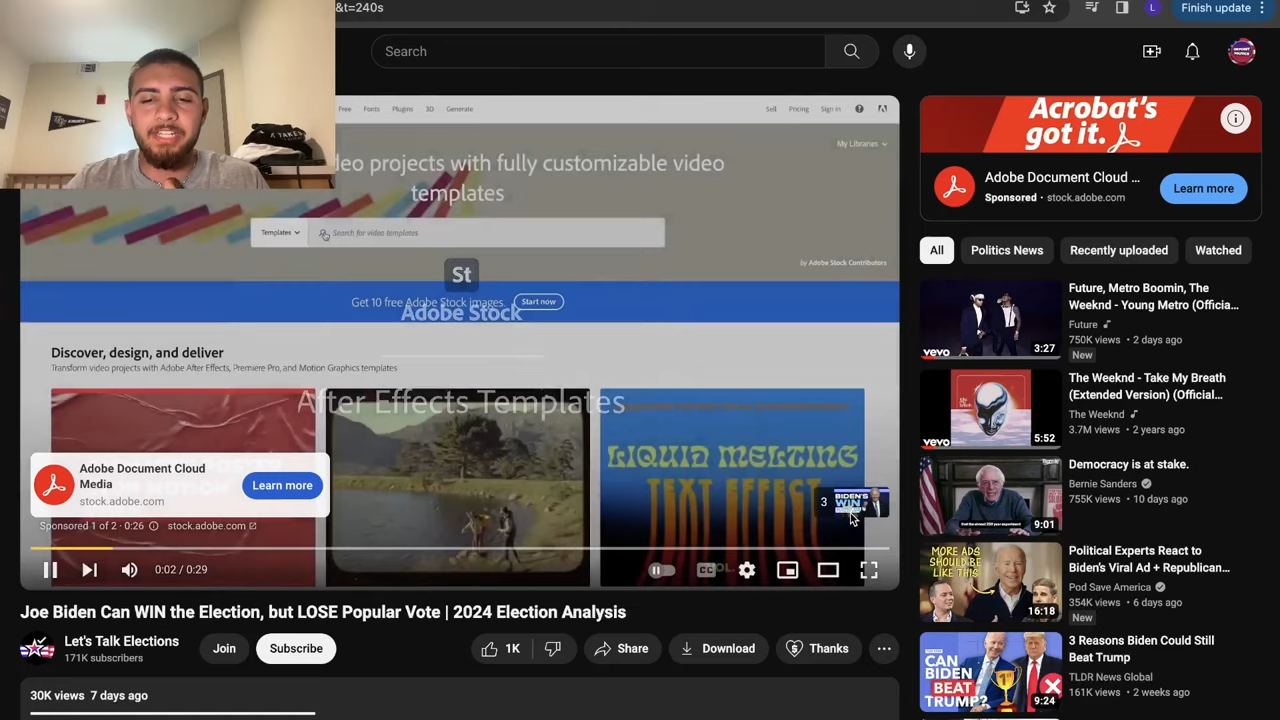 &t=240s
Finish update
Search
Free Fonts Plugins 3D Generate
Sell Pricing Sign in
My Libraries
deo projects with fully customizable video
templates
Templates
Search for video templates
by Adobe Stock Contributors
St
Get 10 free Adobe Stock images.
Start now
Adobe Stock
Discover, design, and deliver
Transform video projects with Adobe After Effects, Premiere Pro, and Motion Graphics templates
After Effects Templates
LIQUID MELTING
TEXT EFFECT
Adobe Document Cloud
Media
stock.adobe.com
Learn more
Sponsored 1 of 2 · 0:26
stock.adobe.com
3
BIDEN'S
WIN
0:02 / 0:29
CC
Joe Biden Can WIN the Election, but LOSE Popular Vote | 2024 Election Analysis
Let's Talk Elections
171K subscribers
Join
Subscribe
1K
Share
Download
Thanks
30K views 7 days ago
Acrobat's
got it.
Adobe Document Cloud ...
Sponsored · stock.adobe.com
Learn more
All
Politics News
Recently uploaded
Watched
vevo
3:27
Future, Metro Boomin, The
Weeknd - Young Metro (Officia...
Future
750K views • 2 days ago
New
vevo
5:52
The Weeknd - Take My Breath
(Extended Version) (Official...
The Weeknd
3.7M views • 2 years ago
9:01
Democracy is at stake.
Bernie Sanders
755K views • 10 days ago
MORE ADS
SHOULD BE
LIKE THIS
16:18
Political Experts React to
Biden's Viral Ad + Republican...
Pod Save America
354K views • 6 days ago
New
CAN
BIDEN
BEAT
TRUMP?
9:24
3 Reasons Biden Could Still
Beat Trump
TLDR News Global
161K views • 2 weeks ago